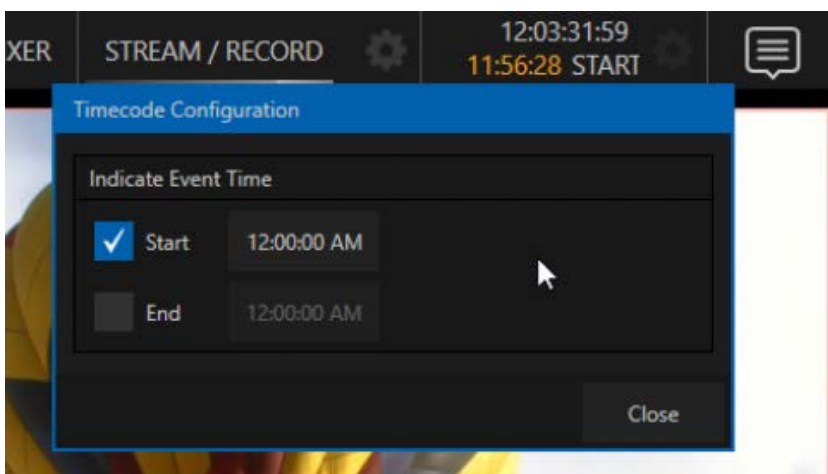 XER
STREAM / RECORD
12:03:31:59
11:56:28 START
Timecode Configuration
Indicate Event Time
Start 12:00:00 AM
End 12:00:00 AM
Close